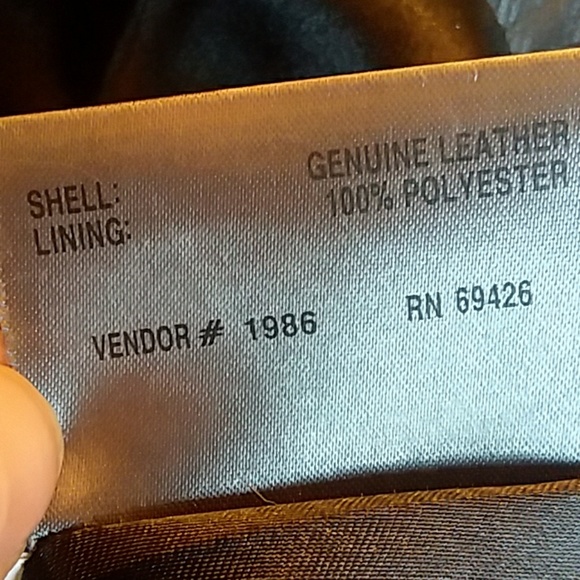 SHELL: GENUINE LEATHER
LINING: 100% POLYESTER
VENDOR # 1986 RN 69426